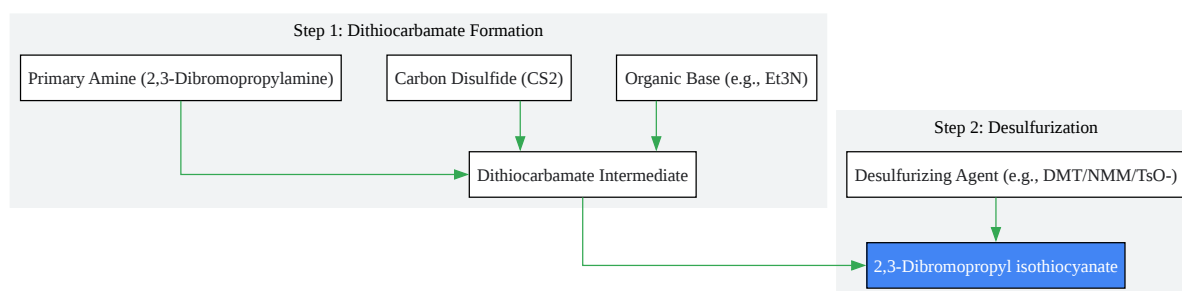 Step 1: Dithiocarbamate Formation
Primary Amine (2,3-Dibromopropylamine)
Carbon Disulfide (CS2)
Organic Base (e.g., Et3N)
Dithiocarbamate Intermediate
Step 2: Desulfurization
Desulfurizing Agent (e.g., DMT/NMM/TsO-)
2,3-Dibromopropyl isothiocyanate